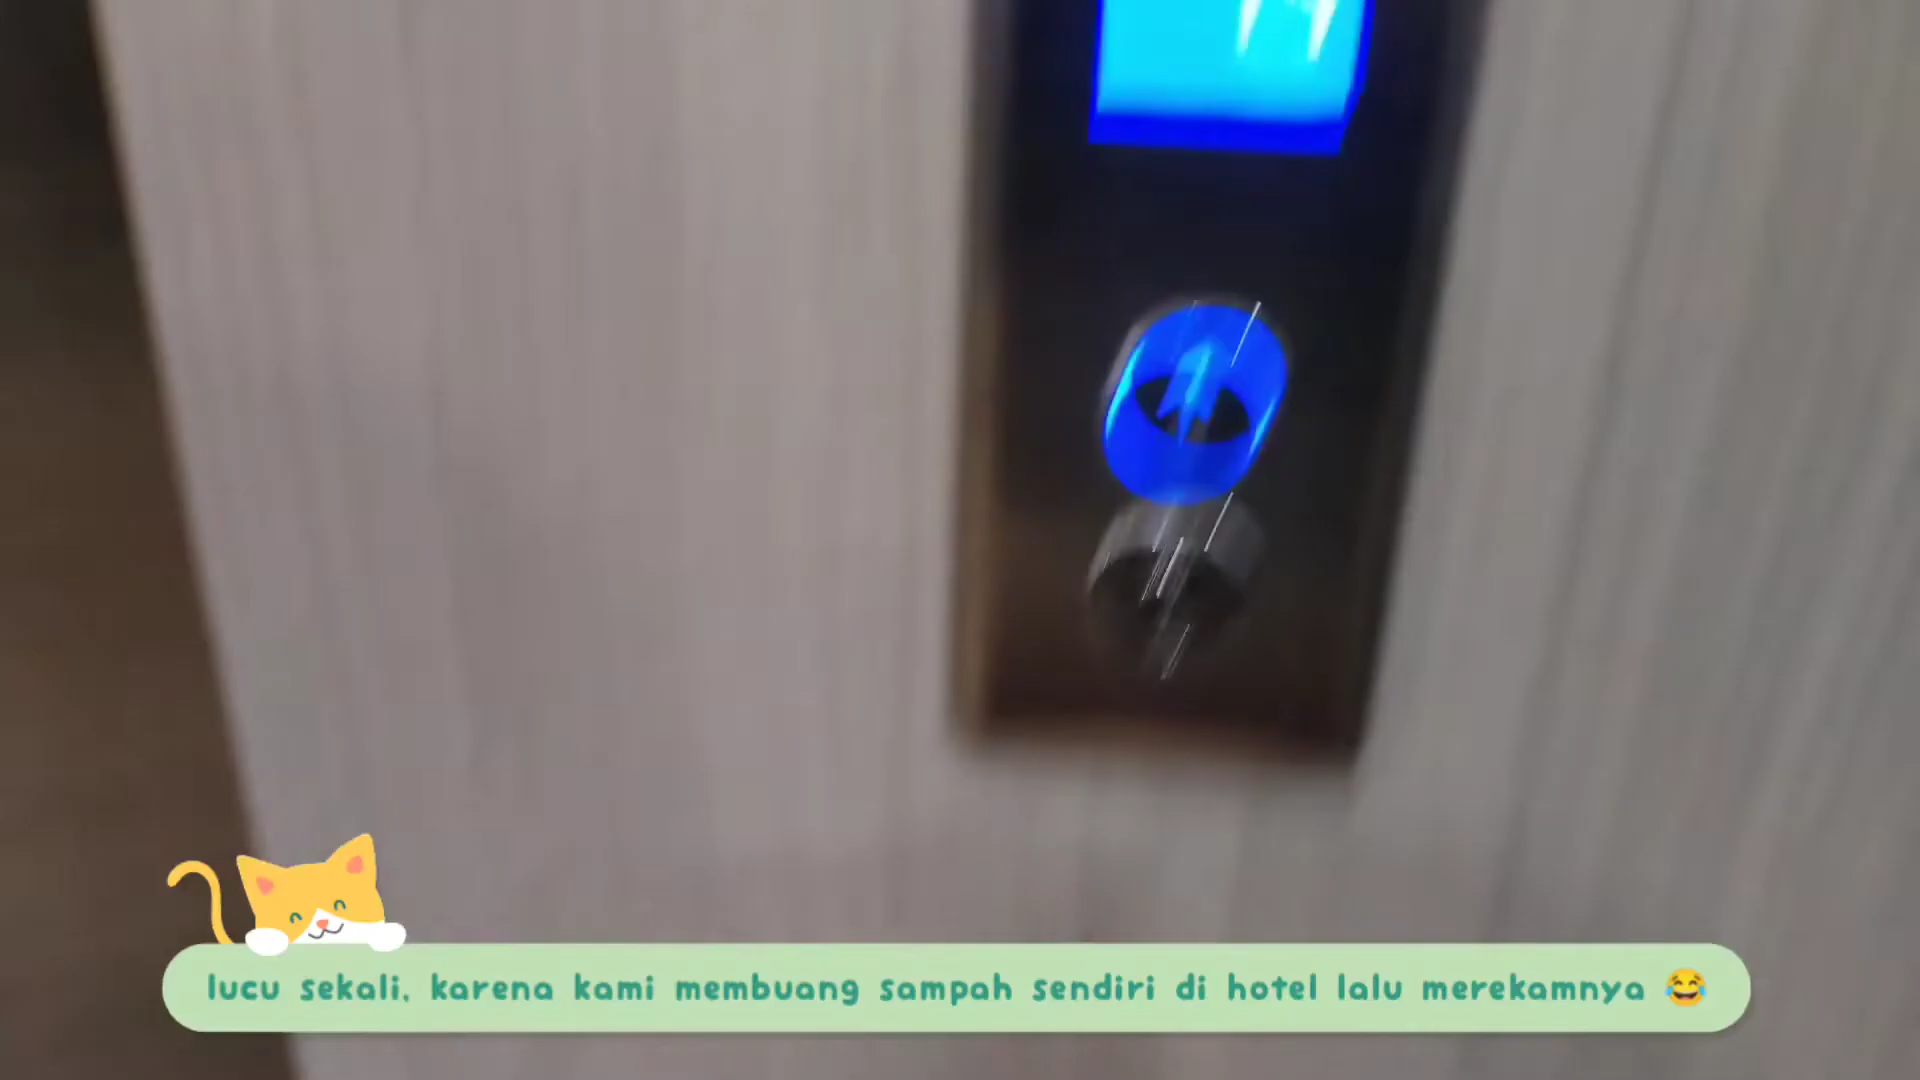 lucu sekali, karena kami membuang sampah sendiri di hotel lalu merekamnya 😂